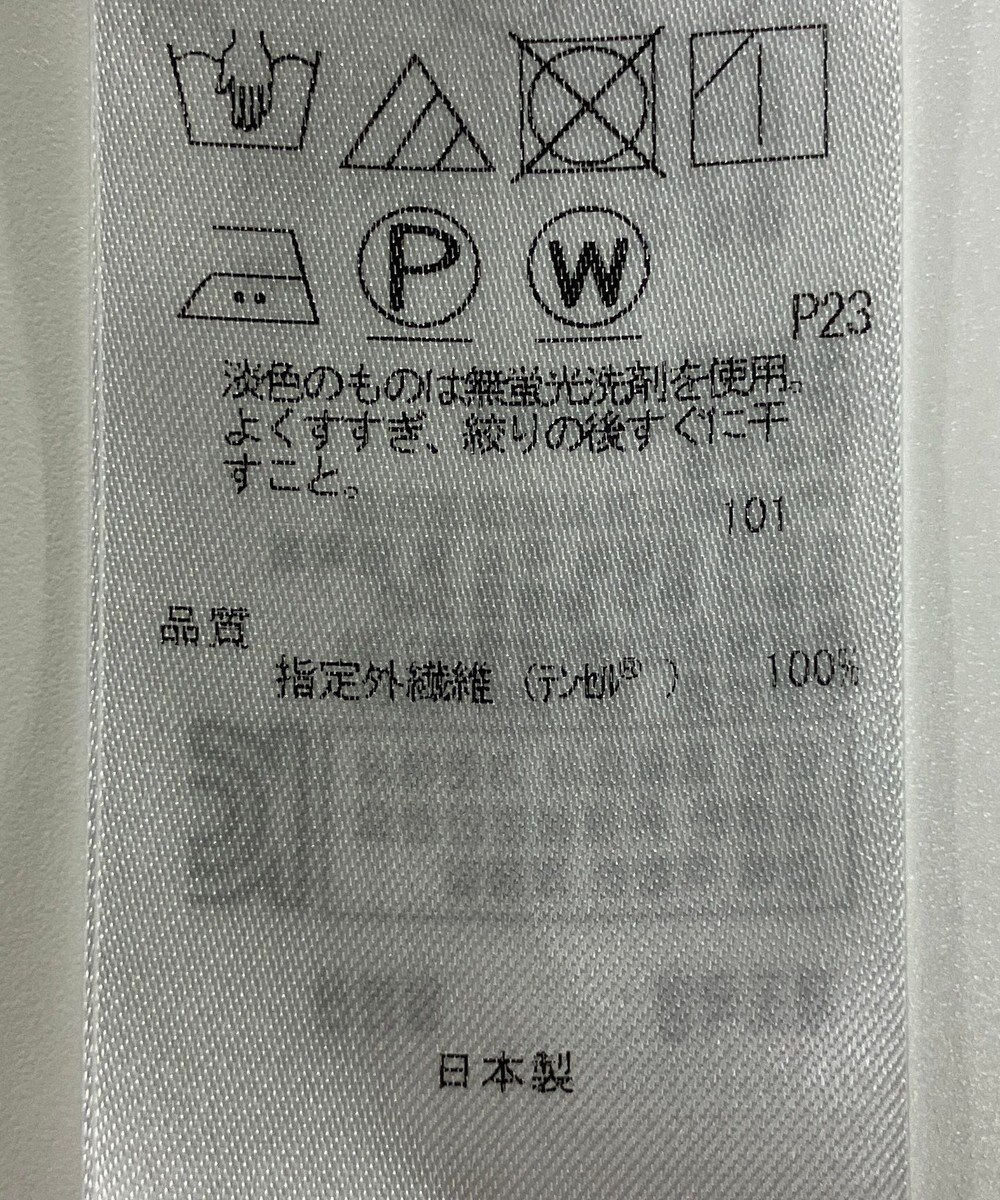 P
W
P23
淡色のものは無蛍光洗剤を使用。
よくすすぎ、絞りの後すぐに干
すこと。
101
品質
指定外繊維 (テンセル®) 100%
日本製